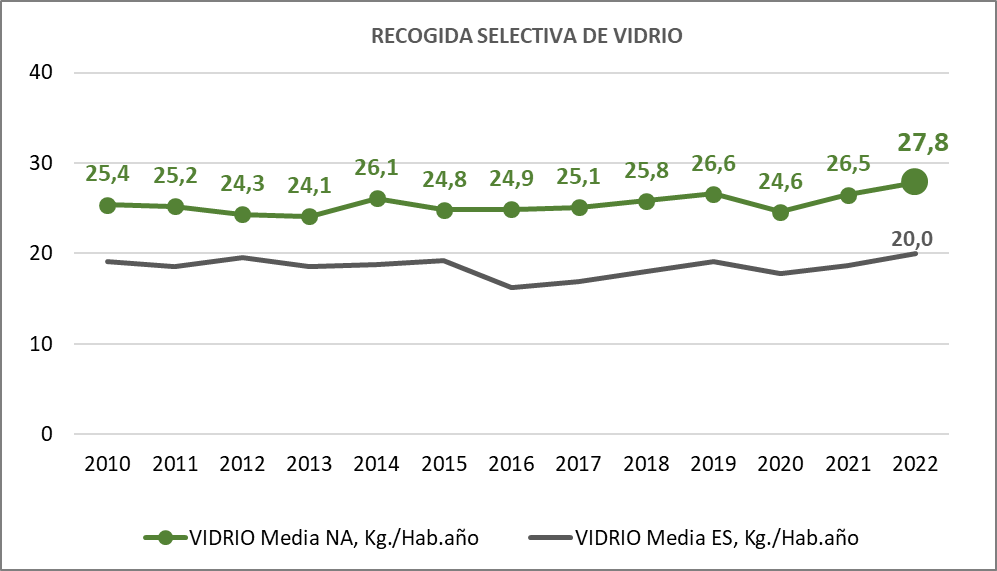 RECOGIDA SELECTIVA DE VIDRIO
40
30
20
10
0
25,4 25,2 24,3 24,1 26,1 24,8 24,9 25,1 25,8 26,6 24,6 26,5 27,8
20,0
2010 2011 2012 2013 2014 2015 2016 2017 2018 2019 2020 2021 2022
VIDRIO Media NA, Kg./Hab.año VIDRIO Media ES, Kg./Hab.año